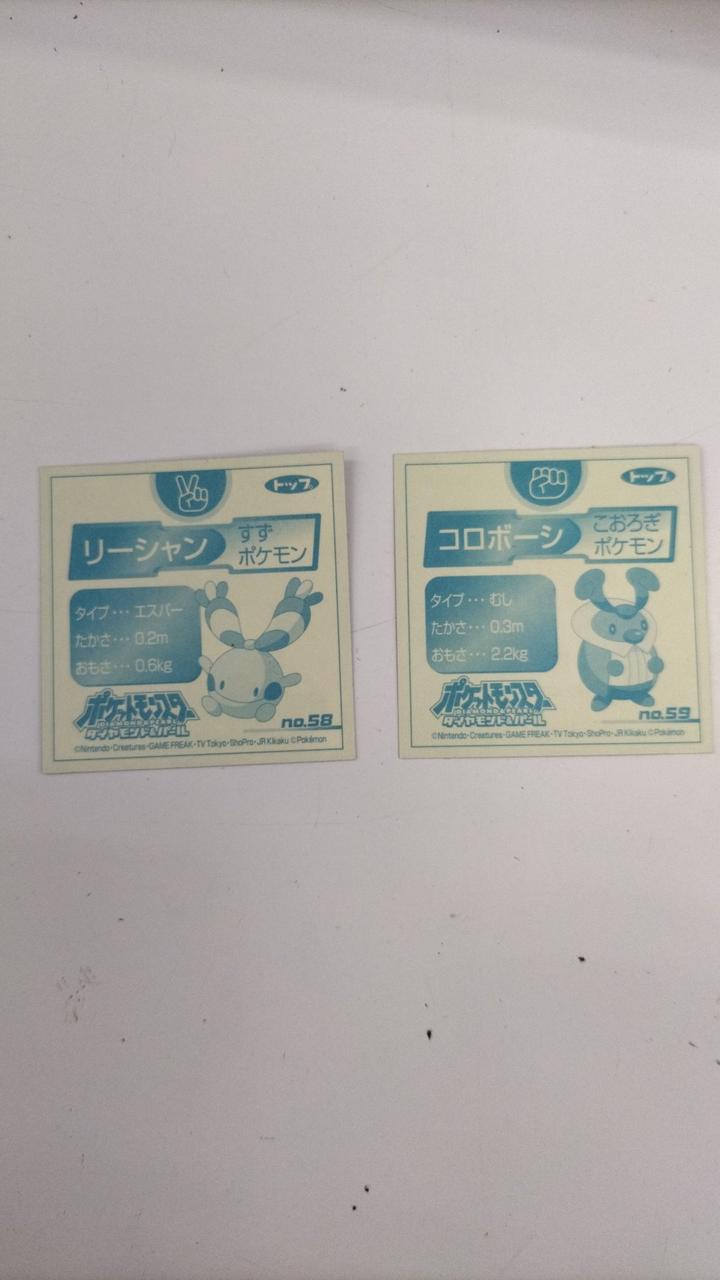 トップ
リーシャン
すず
ポケモン
タイプ・・・エスパー
たかさ・・・0.2m
おもさ・・・0.6kg
ポケットモンスター
DIAMOND & PEARL
ダイヤモンド&パール
no.58
©Nintendo・Creatures・GAME FREAK・TV Tokyo・ShoPro・JR Kikaku ©Pokémon
トップ
コロボーシ
こおろぎ
ポケモン
タイプ・・・むし
たかさ・・・0.3m
おもさ・・・2.2kg
ポケットモンスター
DIAMOND & PEARL
ダイヤモンド&パール
no.59
©Nintendo・Creatures・GAME FREAK・TV Tokyo・ShoPro・JR Kikaku ©Pokémon